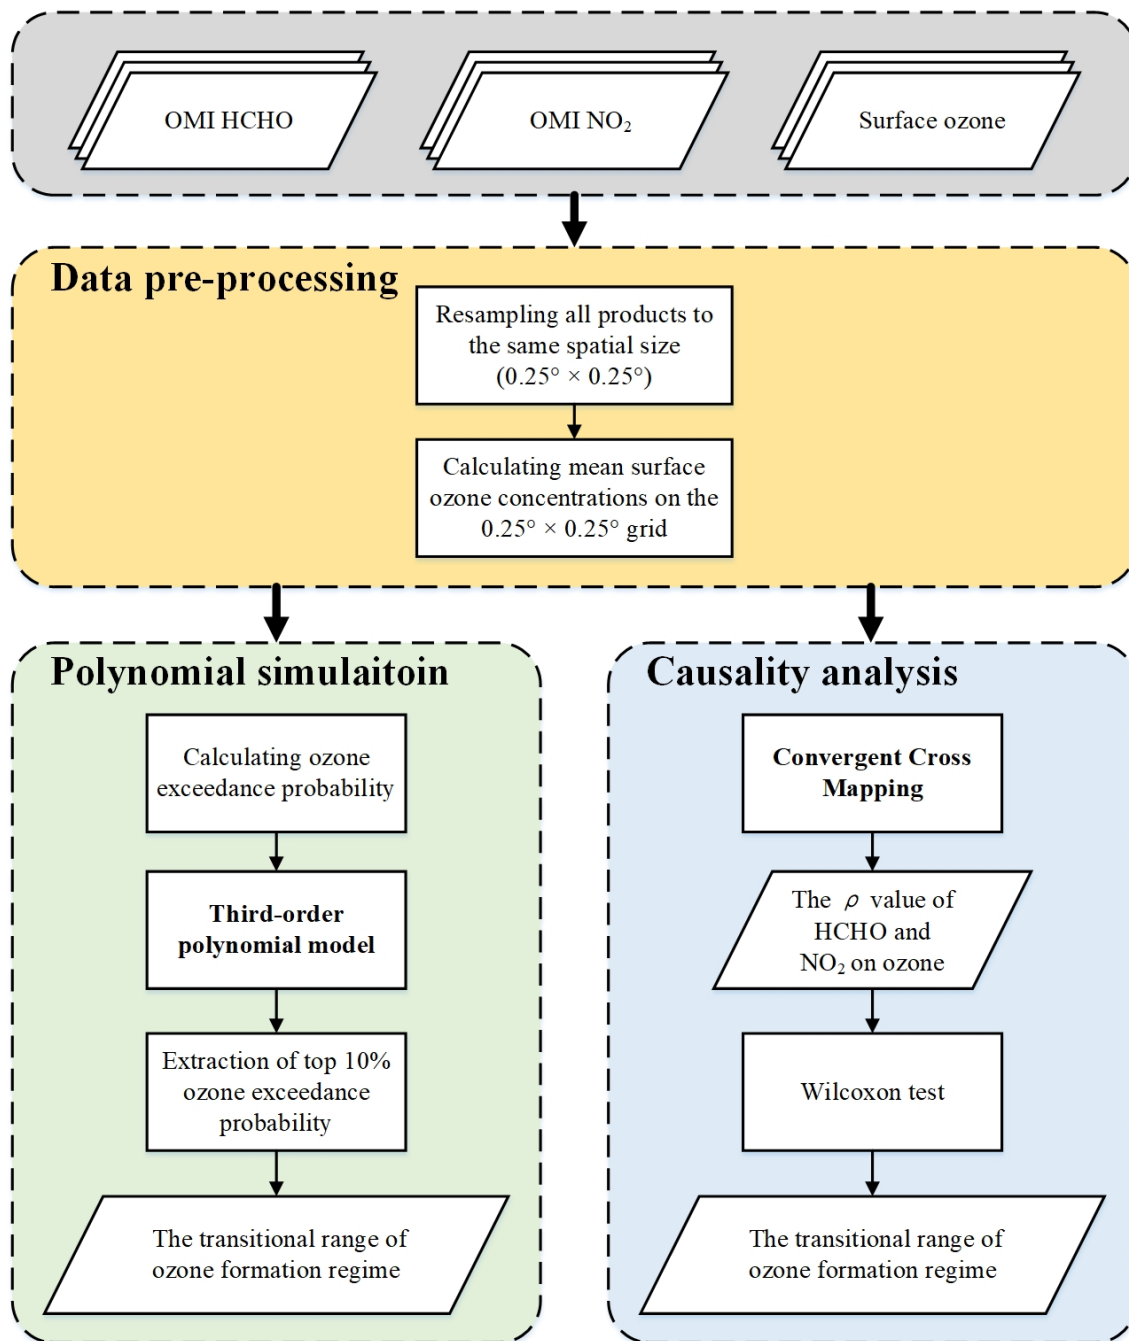 OMI HCHO
OMI NO₂
Surface ozone
Data pre-processing
Resampling all products to
the same spatial size
(0.25° × 0.25°)
Calculating mean surface
ozone concentrations on the
0.25° × 0.25° grid
Polynomial simulaitoin
Calculating ozone
exceedance probability
Third-order
polynomial model
Extraction of top 10%
ozone exceedance
probability
The transitional range of
ozone formation regime
Causality analysis
Convergent Cross
Mapping
The ρ value of
HCHO and
NO₂ on ozone
Wilcoxon test
The transitional range of
ozone formation regime